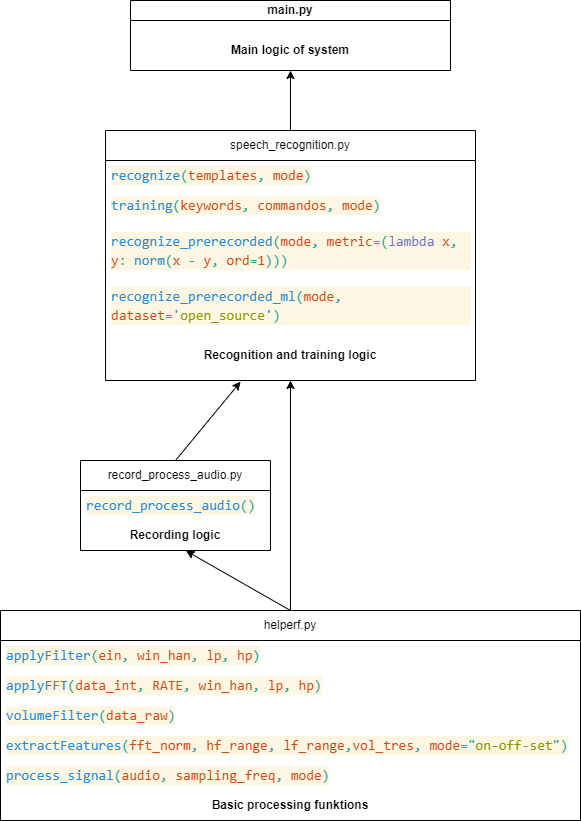 main.py
Main logic of system
speech_recognition.py
recognize(templates, mode)
training(keywords, commandos, mode)
recognize_prerecorded(mode, metric=(lambda x,
y: norm(x - y, ord=1)))
recognize_prerecorded_ml(mode,
dataset='open_source')
Recognition and training logic
record_process_audio.py
record_process_audio()
Recording logic
helperf.py
applyFilter(ein, win_han, lp, hp)
applyFFT(data_int, RATE, win_han, lp, hp)
volumeFilter(data_raw)
extractFeatures(fft_norm, hf_range, lf_range,vol_tres, mode="on-off-set")
process_signal(audio, sampling_freq, mode)
Basic processing funktions